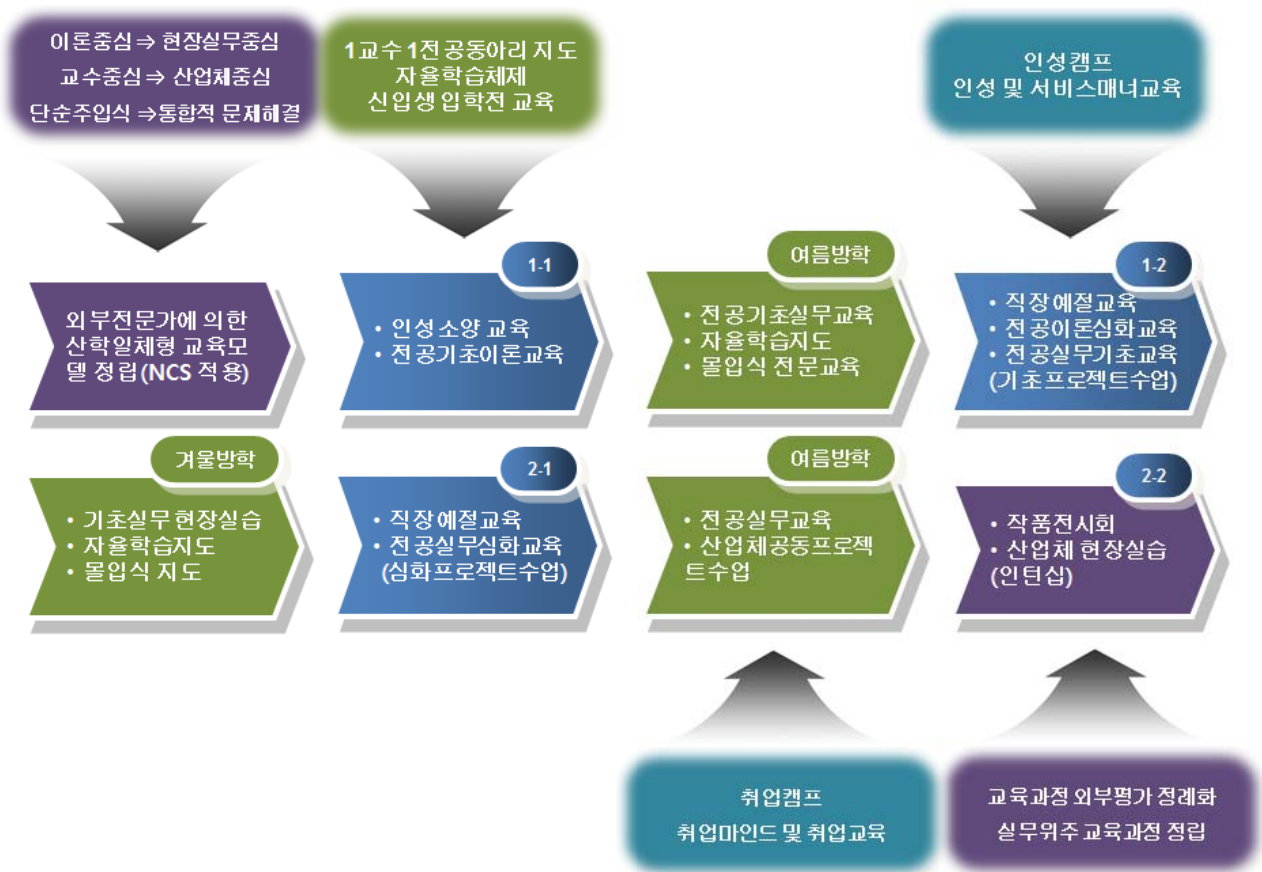 이론중심 ⇒ 현장실무중심
교수중심 ⇒ 산업체중심
단순주입식 ⇒통합적 문제해결
1교수 1전공동아리 지도
자율학습체제
신입생 입학전 교육
인성캠프
인성 및 서비스매너교육
외부전문가에 의한
산학일체형 교육모
델 정립(NCS 적용)
1-1
• 인성소양 교육
• 전공기초이론교육
여름방학
• 전공기초실무교육
• 자율학습지도
• 몰입식 전문교육
1-2
• 직장예절교육
• 전공이론심화교육
• 전공실무기초교육
(기초프로젝트수업)
겨울방학
• 기초실무 현장실습
• 자율학습지도
• 몰입식 지도
2-1
• 직장예절교육
• 전공실무심화교육
(심화프로젝트수업)
여름방학
• 전공실무교육
• 산업체공동프로젝
트수업
2-2
• 작품전시회
• 산업체 현장실습
(인턴십)
취업캠프
취업마인드 및 취업교육
교육과정 외부평가 정례화
실무위주 교육과정 정립